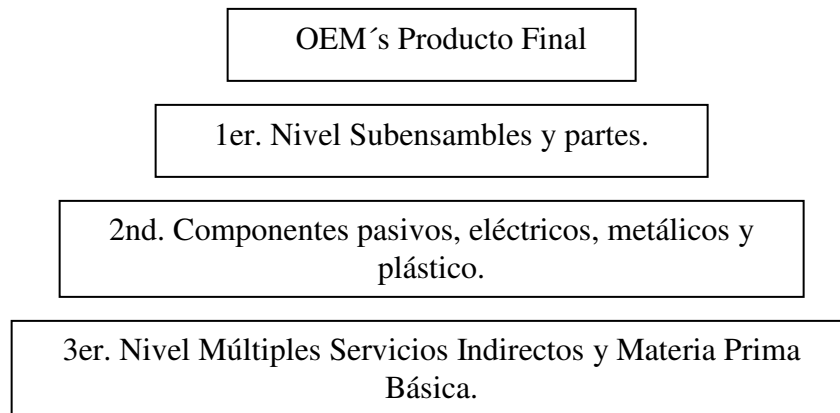 OEM´s Producto Final
1er. Nivel Subensambles y partes.
2nd. Componentes pasivos, eléctricos, metálicos y
plástico.
3er. Nivel Múltiples Servicios Indirectos y Materia Prima
Básica.